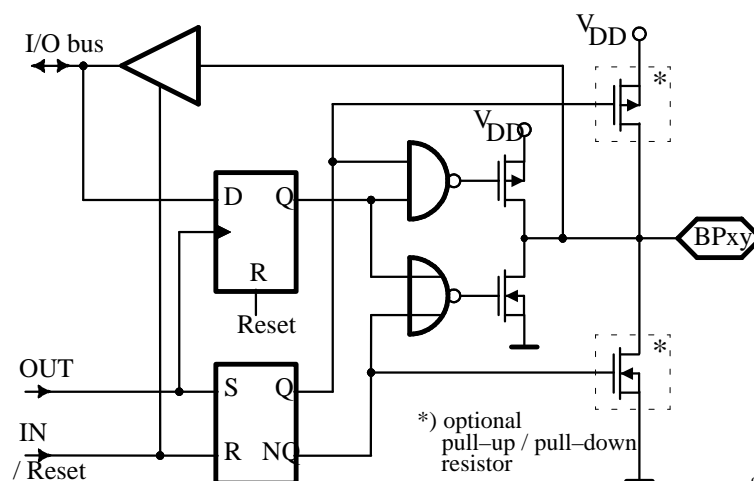 I/O bus
VDD
*
VDD
D Q
R
Reset
BPxy
OUT
S Q
*
IN
/ Reset
R NQ
*) optional
pull–up / pull–down
resistor